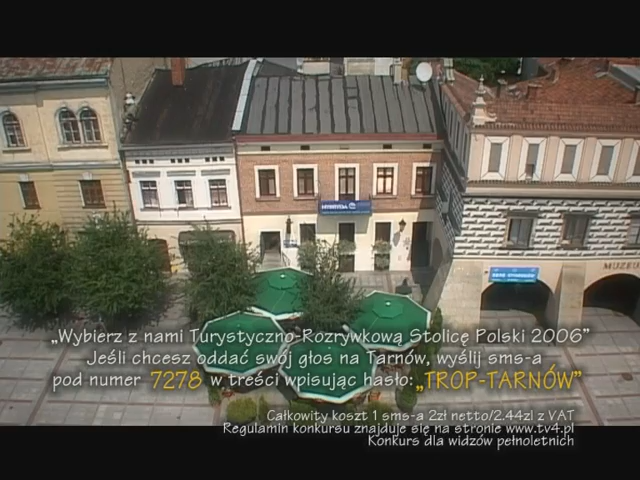 MUZEU
„Wybierz z nami Turystyczno-Rozrywkową Stolicę Polski 2006”
Jeśli chcesz oddać swój głos na Tarnów, wyślij sms-a
pod numer 7278 w treści wpisując hasło: „TROP-TARNÓW”
Całkowity koszt 1 sms-a 2zł netto/2.44zl z VAT
Regulamin konkursu znajduje się na stronie www.tv4.pl
Konkurs dla widzów pełnoletnich